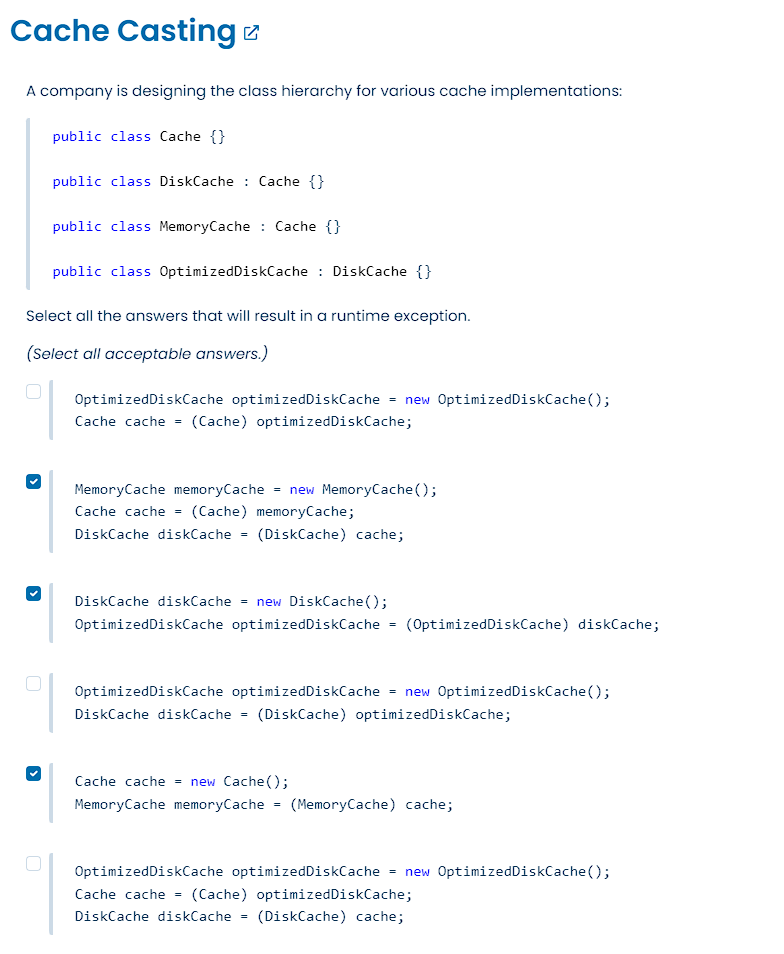 Cache Casting
A company is designing the class hierarchy for various cache implementations:
public class Cache {}
public class DiskCache : Cache {}
public class MemoryCache : Cache {}
public class OptimizedDiskCache : DiskCache {}
Select all the answers that will result in a runtime exception.
(Select all acceptable answers.)
OptimizedDiskCache optimizedDiskCache = new OptimizedDiskCache();
Cache cache = (Cache) optimizedDiskCache;
MemoryCache memoryCache = new MemoryCache();
Cache cache = (Cache) memoryCache;
DiskCache diskCache = (DiskCache) cache;
DiskCache diskCache = new DiskCache();
OptimizedDiskCache optimizedDiskCache = (OptimizedDiskCache) diskCache;
OptimizedDiskCache optimizedDiskCache = new OptimizedDiskCache();
DiskCache diskCache = (DiskCache) optimizedDiskCache;
Cache cache = new Cache();
MemoryCache memoryCache = (MemoryCache) cache;
OptimizedDiskCache optimizedDiskCache = new OptimizedDiskCache();
Cache cache = (Cache) optimizedDiskCache;
DiskCache diskCache = (DiskCache) cache;